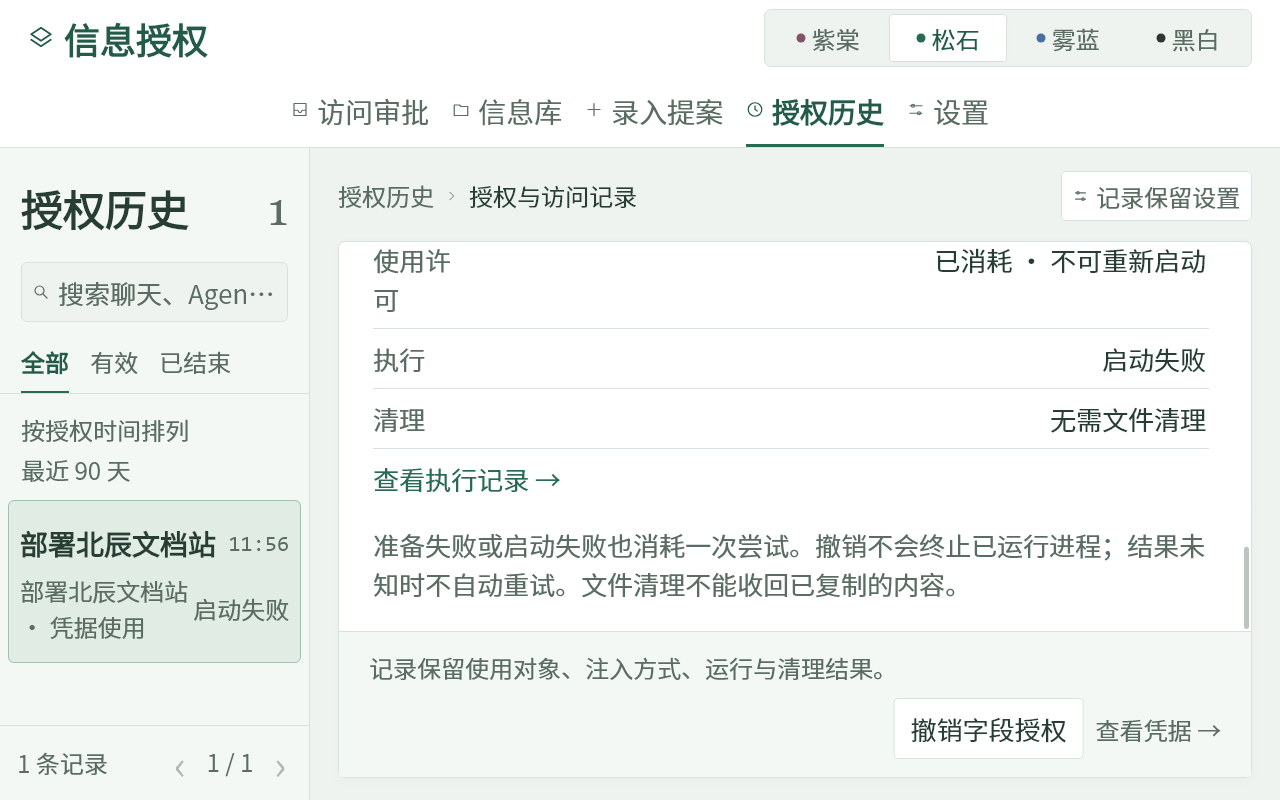 信息授权
紫棠
松石
雾蓝
黑白
访问审批
信息库
录入提案
授权历史
设置
授权历史
1
搜索聊天、Agen…
全部
有效
已结束
按授权时间排列
最近 90 天
部署北辰文档站
11:56
部署北辰文档站
· 凭据使用
启动失败
1 条记录
‹ 1 / 1 ›
授权历史 › 授权与访问记录
记录保留设置
使用许
可
已消耗 · 不可重新启动
执行
启动失败
清理
无需文件清理
查看执行记录 →
准备失败或启动失败也消耗一次尝试。撤销不会终止已运行进程；结果未
知时不自动重试。文件清理不能收回已复制的内容。
记录保留使用对象、注入方式、运行与清理结果。
撤销字段授权
查看凭据 →